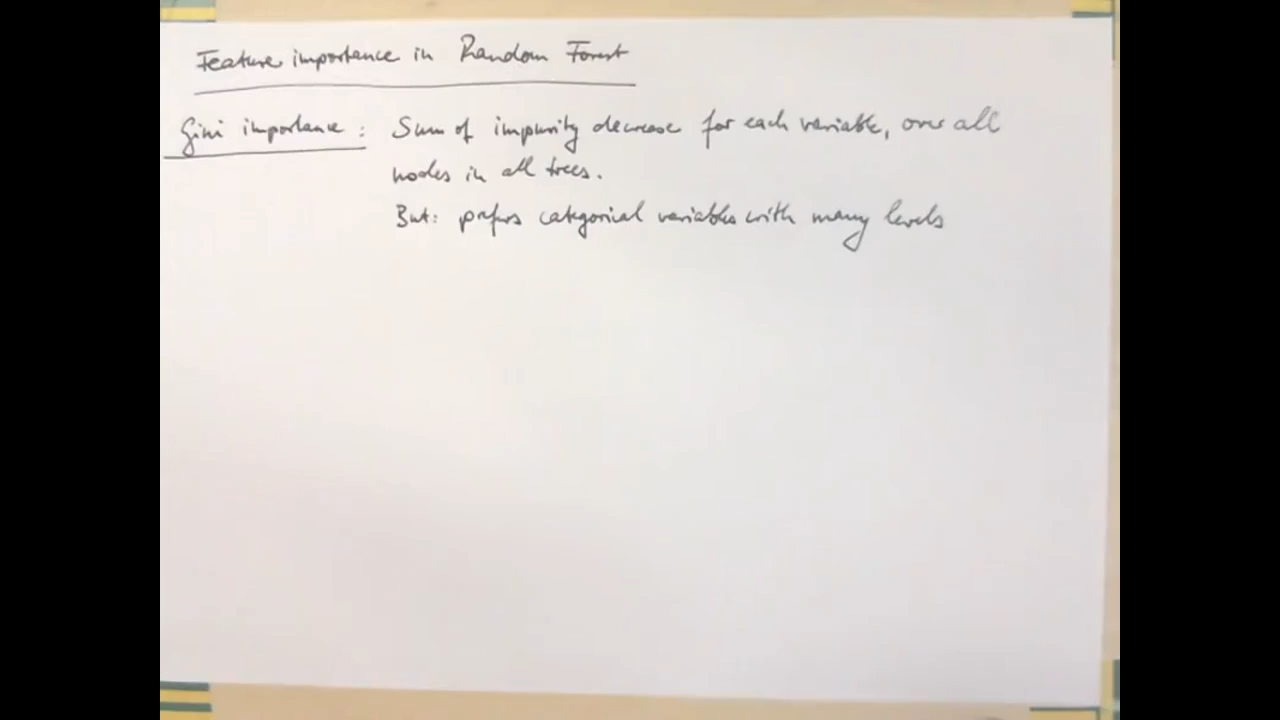 Feature importance in Random Forest
Gini importance: Sum of impurity decrease for each variable, over all
nodes in all trees.
But: prefers categorical variables with many levels